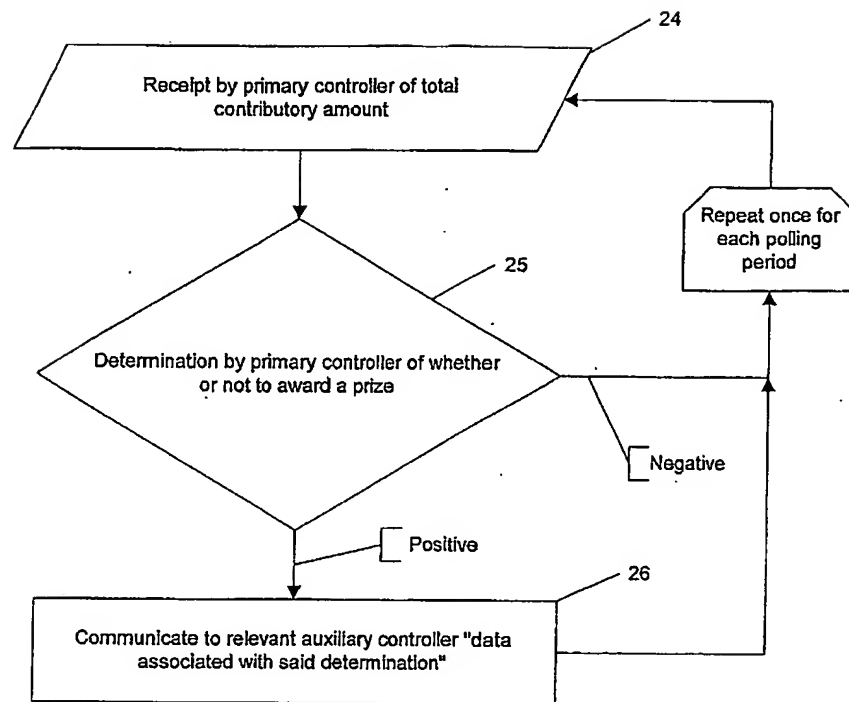 24
Receipt by primary controller of total
contributory amount
Repeat once for
each polling
period
25
Determination by primary controller of whether
or not to award a prize
Negative
Positive
26
Communicate to relevant auxiliary controller "data
associated with said determination"